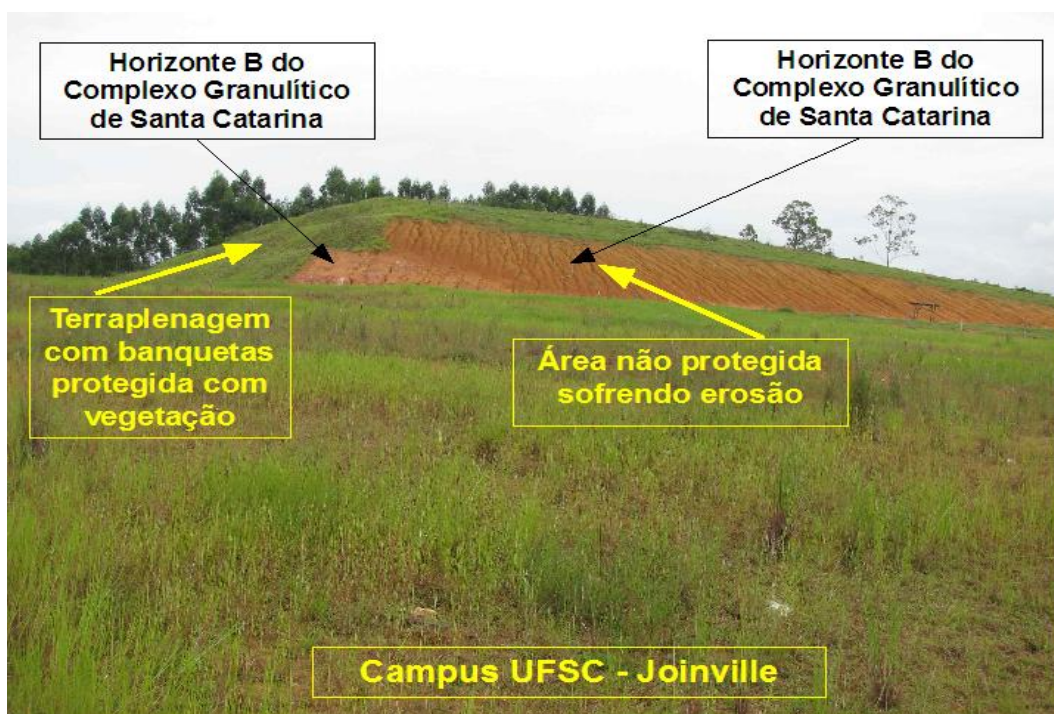 Horizonte B do
Complexo Granulítico
de Santa Catarina
Horizonte B do
Complexo Granulítico
de Santa Catarina
Terraplenagem
com banquetas
protegida com
vegetação
Área não protegida
sofrendo erosão
Campus UFSC - Joinville